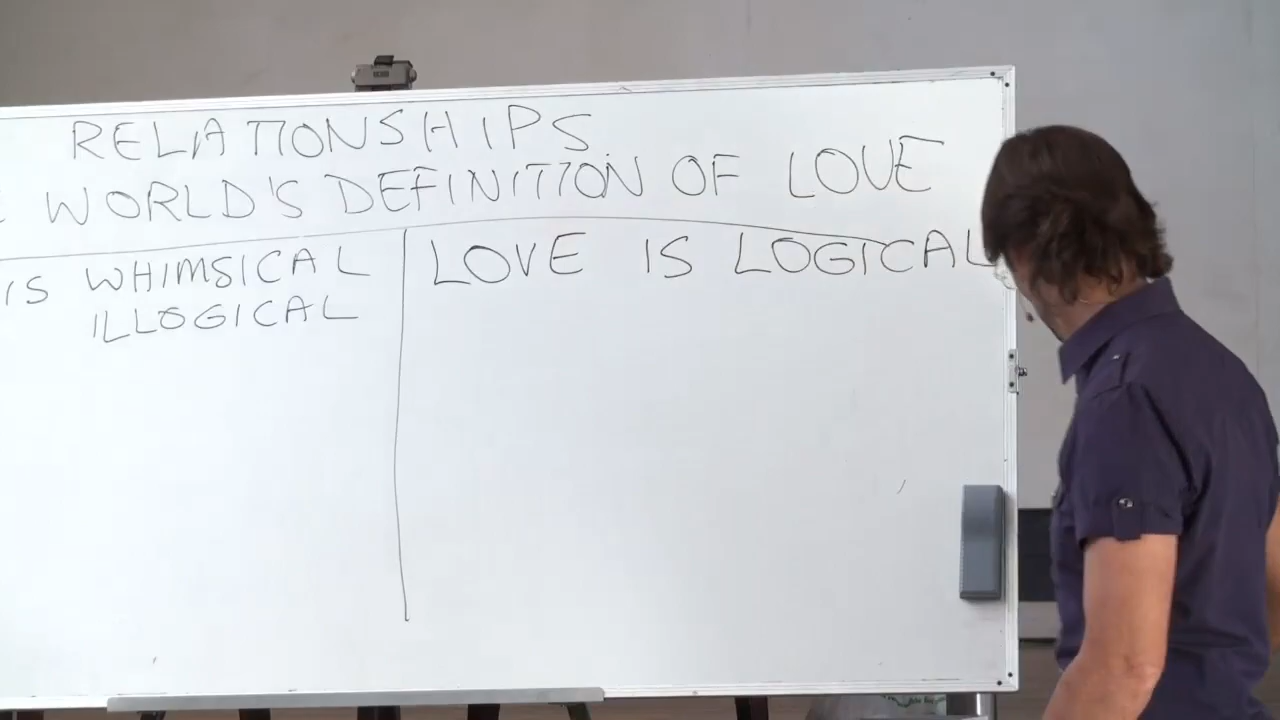 RELATIONSHIPS
WORLD'S DEFINITION OF LOVE
IS WHIMSICAL
ILLOGICAL
LOVE IS LOGICAL